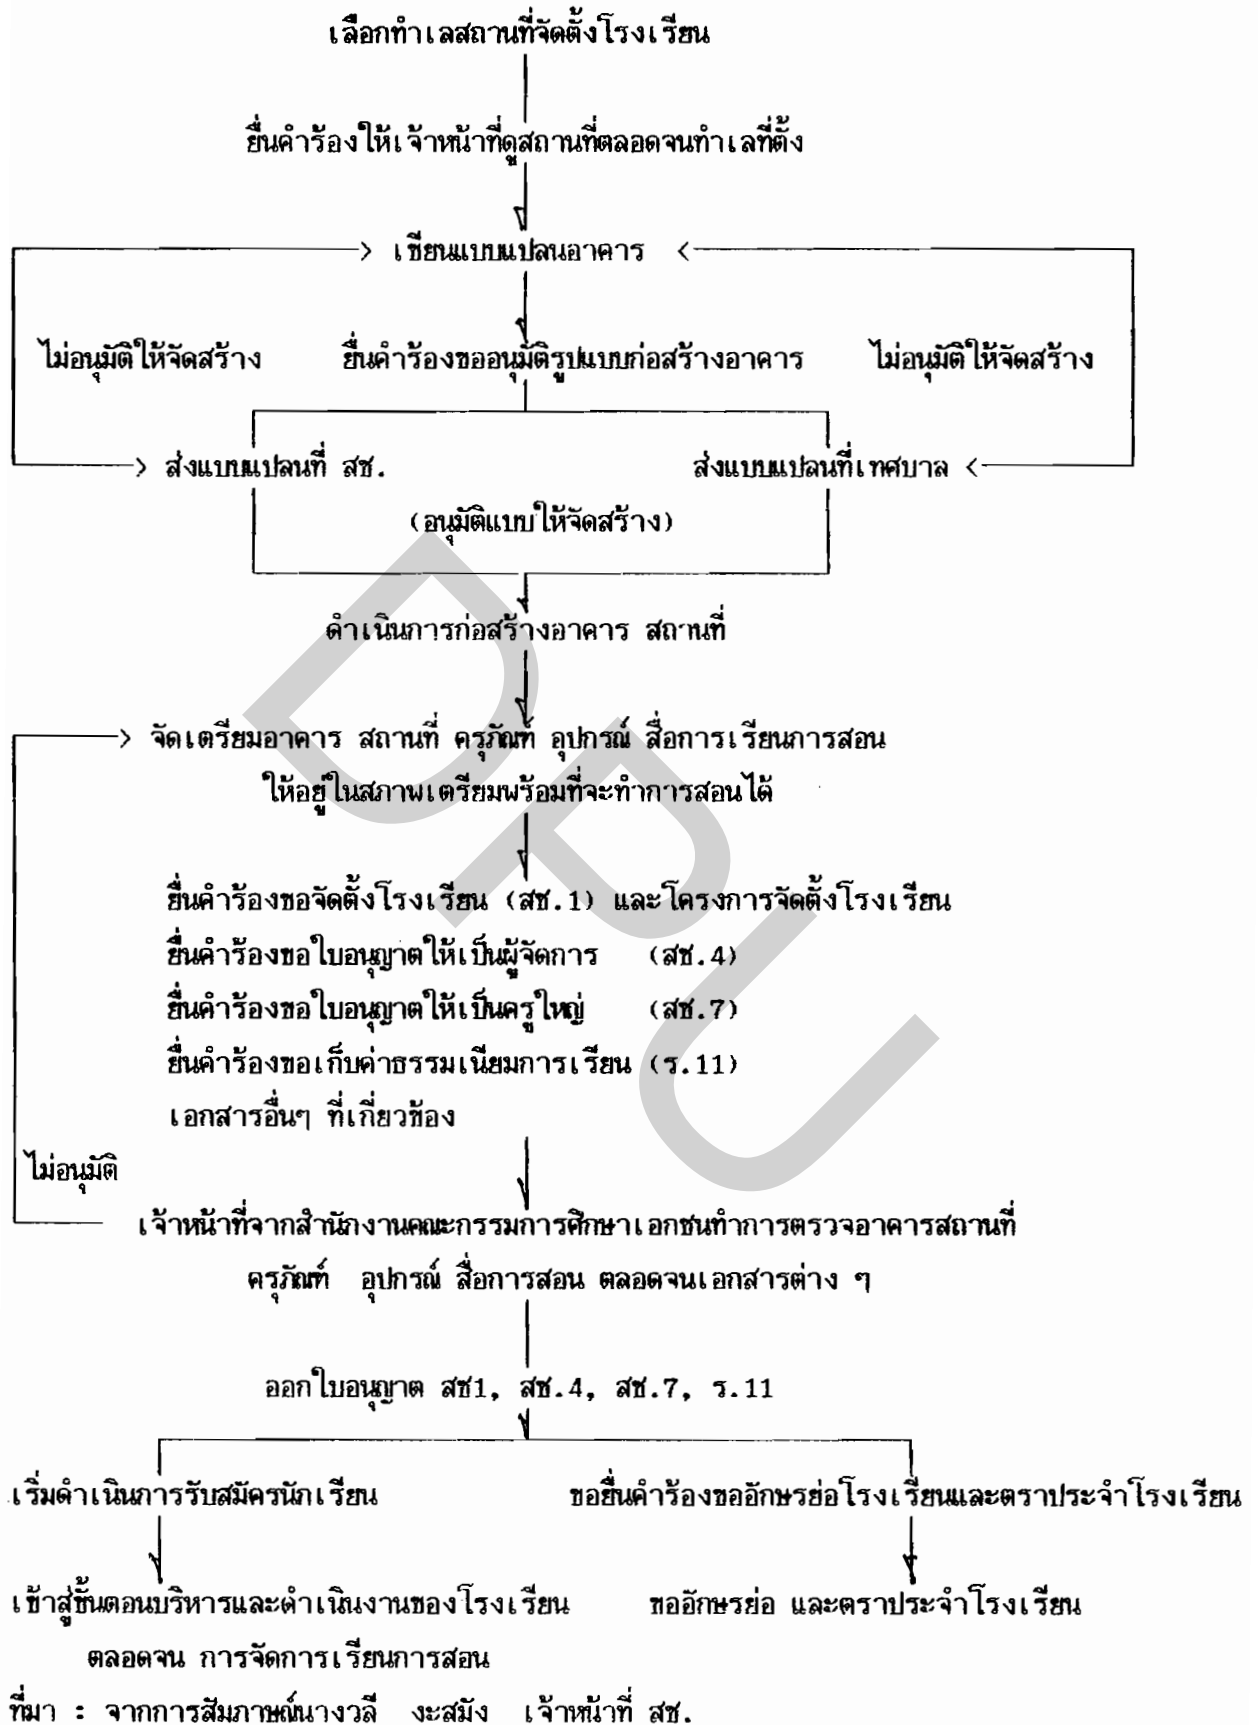 เลือกทำเลสถานที่จัดตั้งโรงเรียน
ยื่นคำร้องให้เจ้าหน้าที่ดูสถานที่ตลอดจนทำเลที่ตั้ง
เขียนแบบแปลนอาคาร
ไม่อนุมัติให้จัดสร้าง ยื่นคำร้องขออนุมัติรูปแบบก่อสร้างอาคาร ไม่อนุมัติให้จัดสร้าง
ส่งแบบแปลนที่ สช. ส่งแบบแปลนที่เทศบาล
(อนุมัติแบบให้จัดสร้าง)
ดำเนินการก่อสร้างอาคาร สถานที่
จัดเตรียมอาคาร สถานที่ ครุภัณฑ์ อุปกรณ์ สื่อการเรียนการสอน
ให้อยู่ในสภาพเตรียมพร้อมที่จะทำการสอนได้
ยื่นคำร้องขอจัดตั้งโรงเรียน (สช.1) และโครงการจัดตั้งโรงเรียน
ยื่นคำร้องขอใบอนุญาตให้เป็นผู้จัดการ (สช.4)
ยื่นคำร้องขอใบอนุญาตให้เป็นครูใหญ่ (สช.7)
ยื่นคำร้องขอเก็บค่าธรรมเนียมการเรียน (ร.11)
เอกสารอื่นๆ ที่เกี่ยวข้อง
ไม่อนุมัติ
เจ้าหน้าที่จากสำนักงานคณะกรรมการศึกษาเอกชนทำการตรวจอาคารสถานที่
ครุภัณฑ์ อุปกรณ์ สื่อการสอน ตลอดจนเอกสารต่าง ๆ
ออกใบอนุญาต สช1, สช.4, สช.7, ร.11
เริ่มดำเนินการรับสมัครนักเรียน ขอยื่นคำร้องขออักษรย่อโรงเรียนและตราประจำโรงเรียน
เข้าสู่ขั้นตอนบริหารและดำเนินงานของโรงเรียน ขออักษรย่อ และตราประจำโรงเรียน
ตลอดจน การจัดการเรียนการสอน
ที่มา : จากการสัมภาษณ์นางวลี งะสมัง เจ้าหน้าที่ สช.
DPU